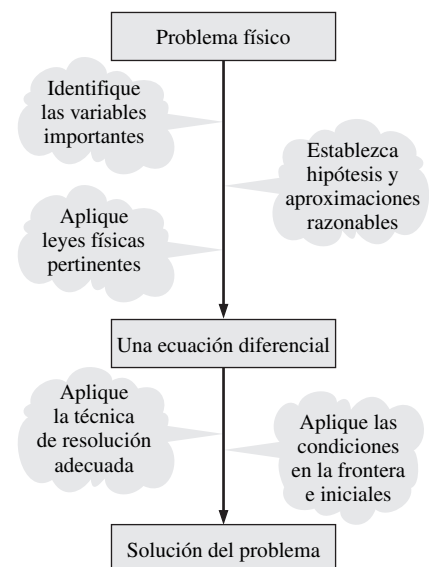 Problema físico
Identifique
las variables
importantes
Establezca
hipótesis y
aproximaciones
razonables
Aplique
leyes físicas
pertinentes
Una ecuación diferencial
Aplique
la técnica
de resolución
adecuada
Aplique las
condiciones
en la frontera
e iniciales
Solución del problema